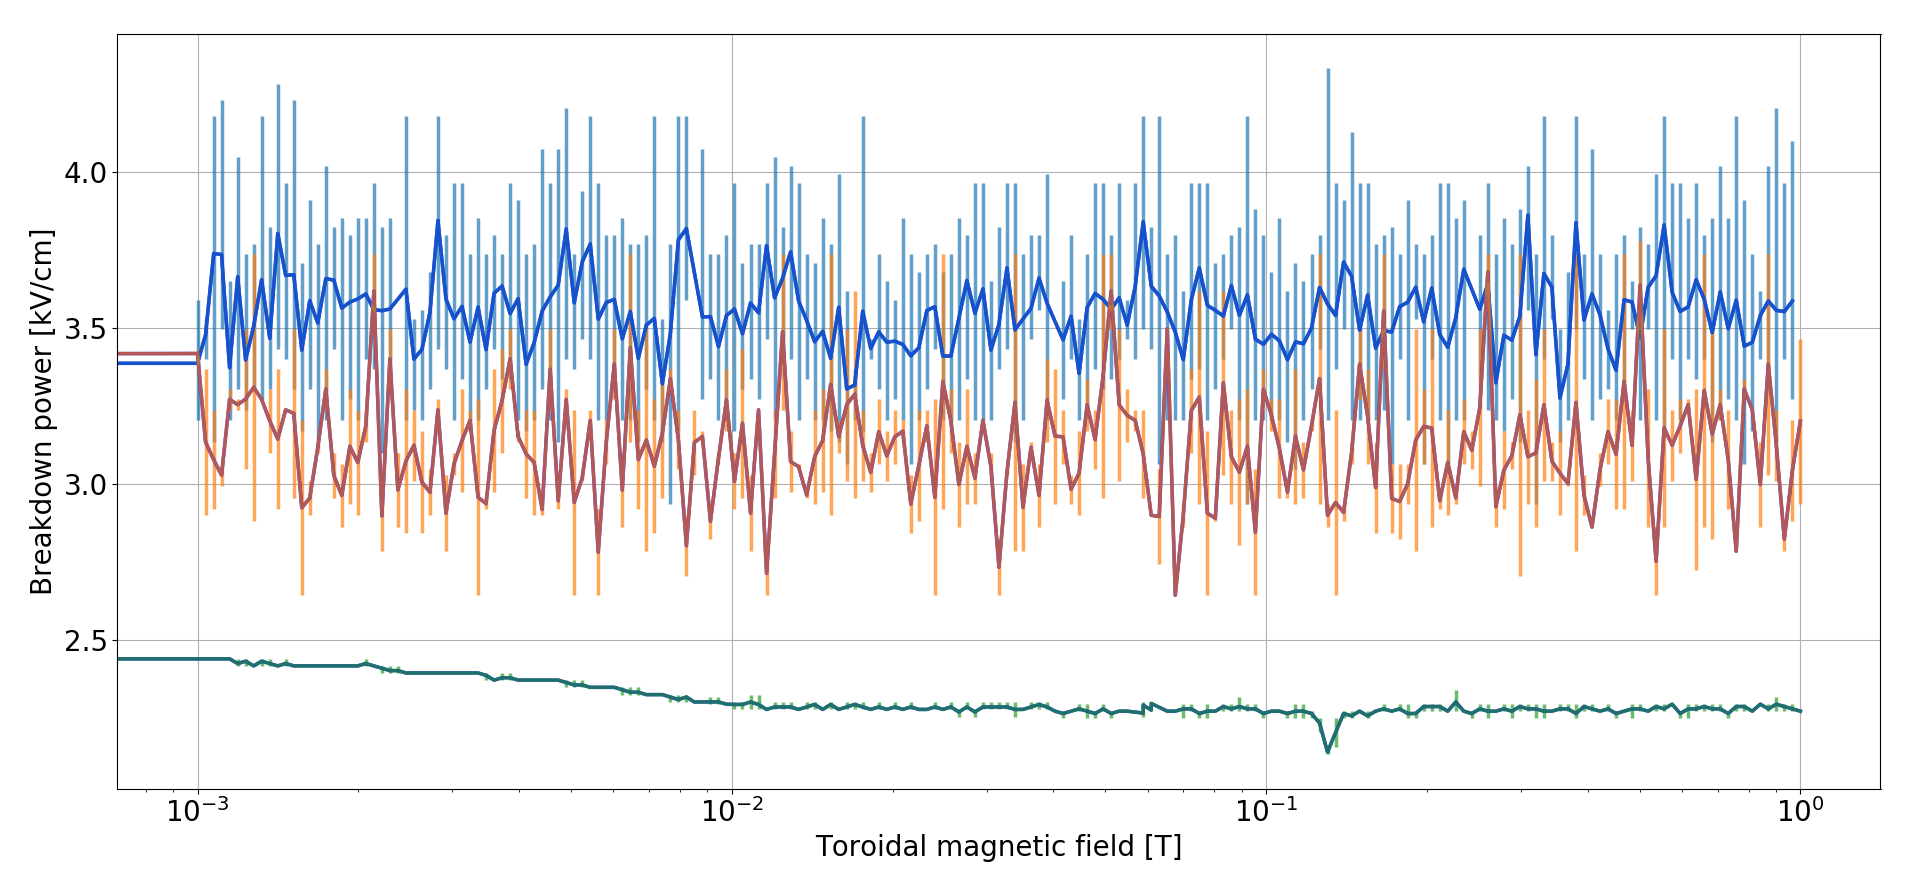 Breakdown power [kV/cm]
4.0
3.5
3.0
2.5
10⁻³ 10⁻² 10⁻¹ 10⁰
Toroidal magnetic field [T]